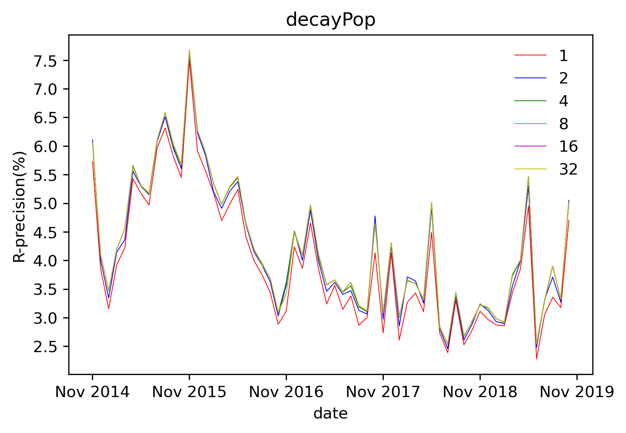 decayPop
7.5
7.0
6.5
6.0
5.5
5.0
4.5
4.0
3.5
3.0
2.5
R-precision(%)
1
2
4
8
16
32
Nov 2014
Nov 2015
Nov 2016
Nov 2017
Nov 2018
Nov 2019
date